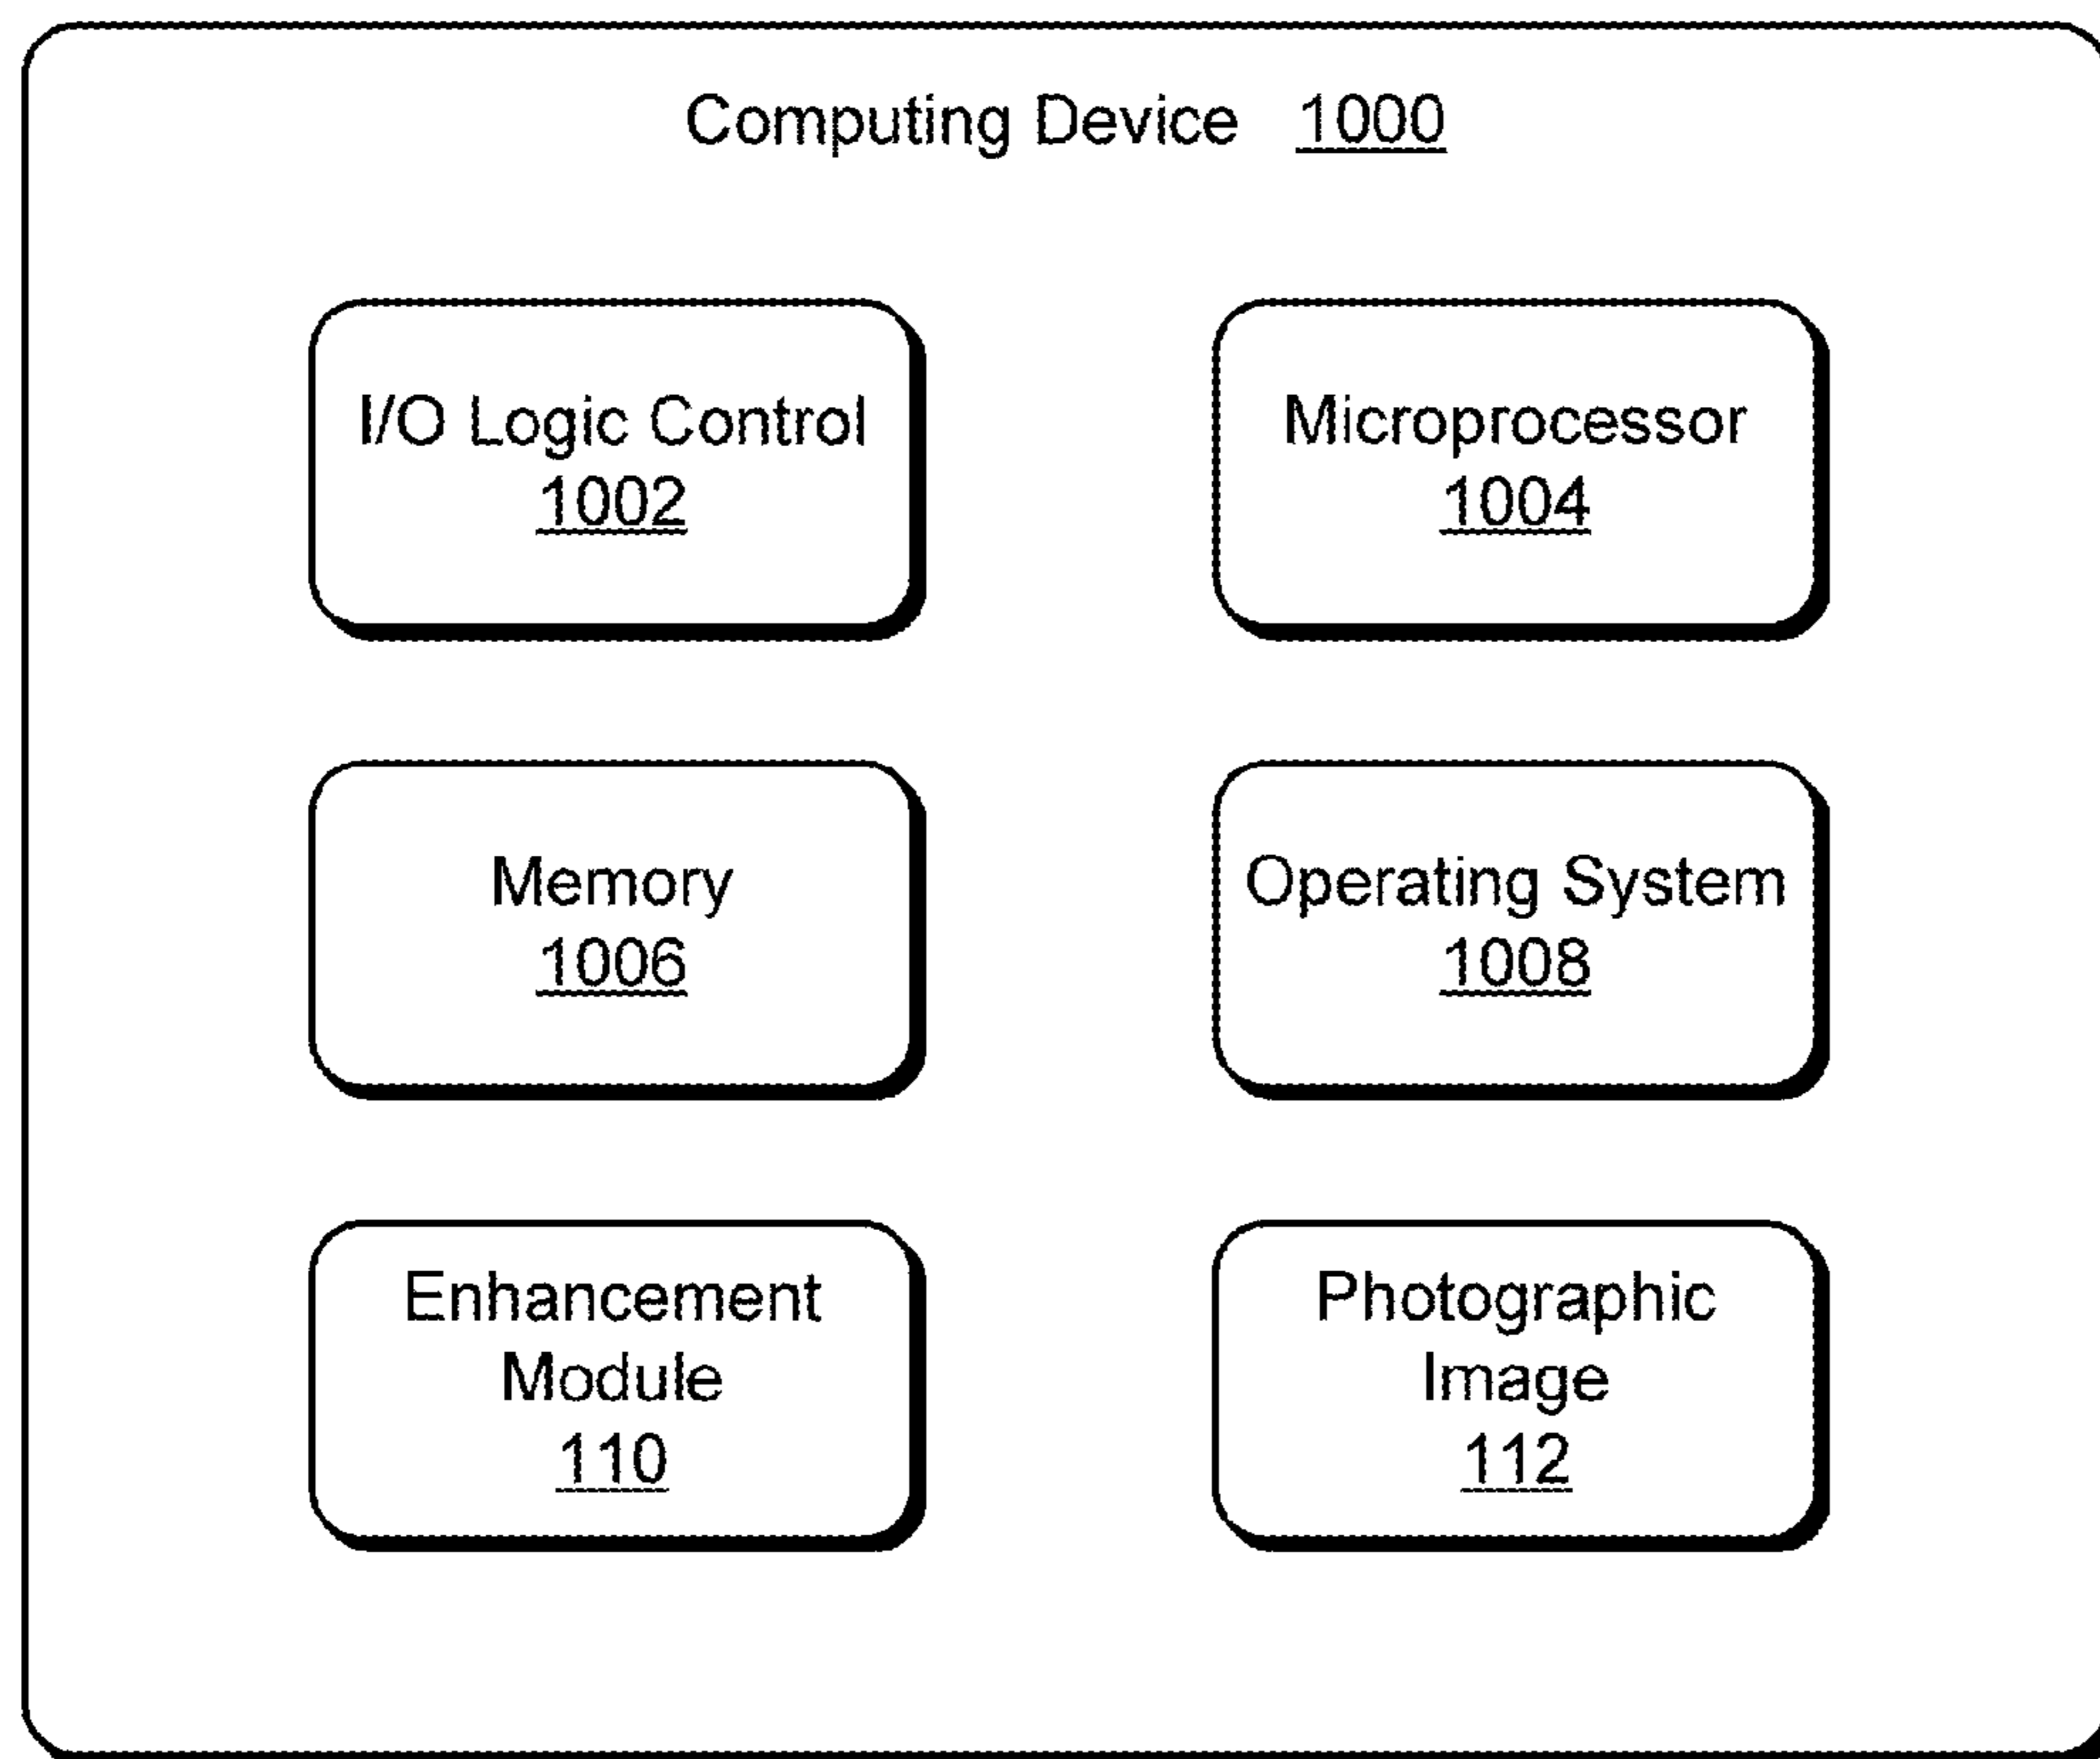 Computing Device 1000
I/O Logic Control
1002
Microprocessor
1004
Memory
1006
Operating System
1008
Enhancement
Module
110
Photographic
Image
112